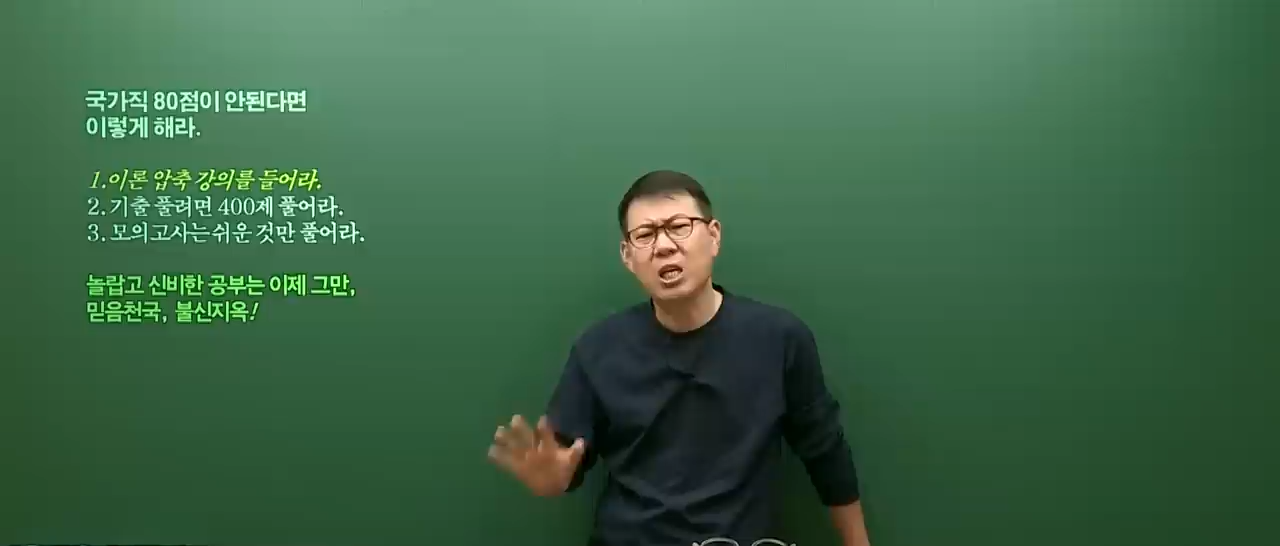 국가직 80점이 안된다면
이렇게 해라.
1. 이론 압축 강의를 들어라.
2. 기출 풀려면 400제 풀어라.
3. 모의고사는 쉬운 것만 풀어라.
놀랍고 신비한 공부는 이제 그만,
믿음천국, 불신지옥!